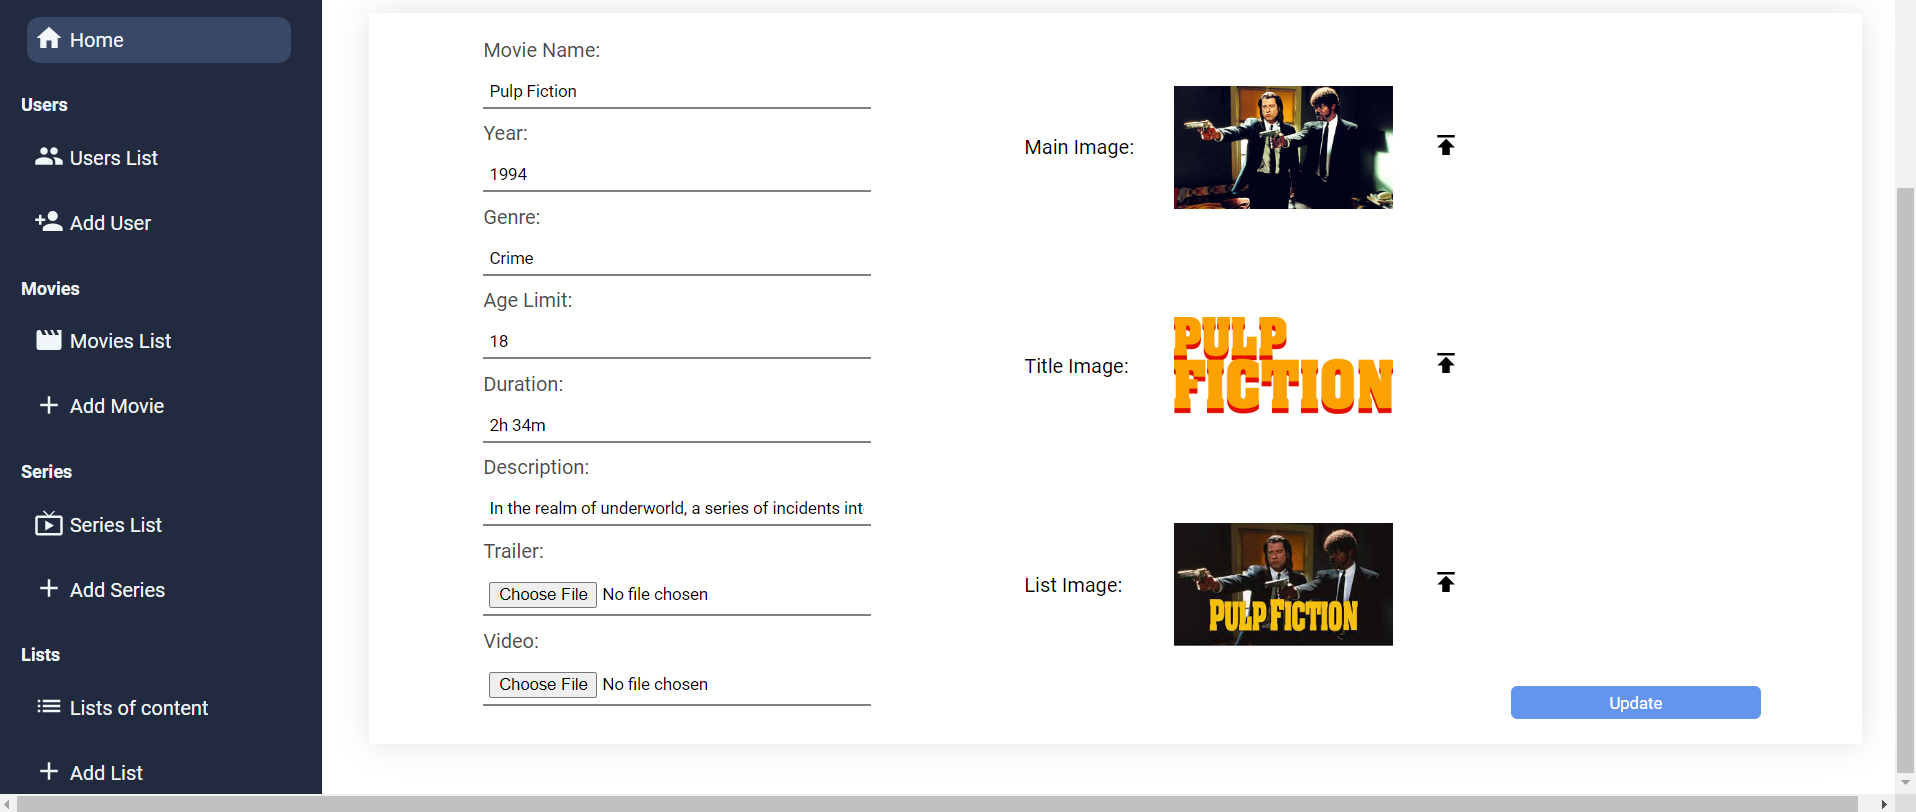 Home
Users
Users List
Add User
Movies
Movies List
Add Movie
Series
Series List
Add Series
Lists
Lists of content
Add List
Movie Name:
Pulp Fiction
Year:
1994
Genre:
Crime
Age Limit:
18
Duration:
2h 34m
Description:
In the realm of underworld, a series of incidents int
Trailer:
Choose File No file chosen
Video:
Choose File No file chosen
Main Image:
Title Image:
PULP
FICTION
List Image:
PULP FICTION
Update